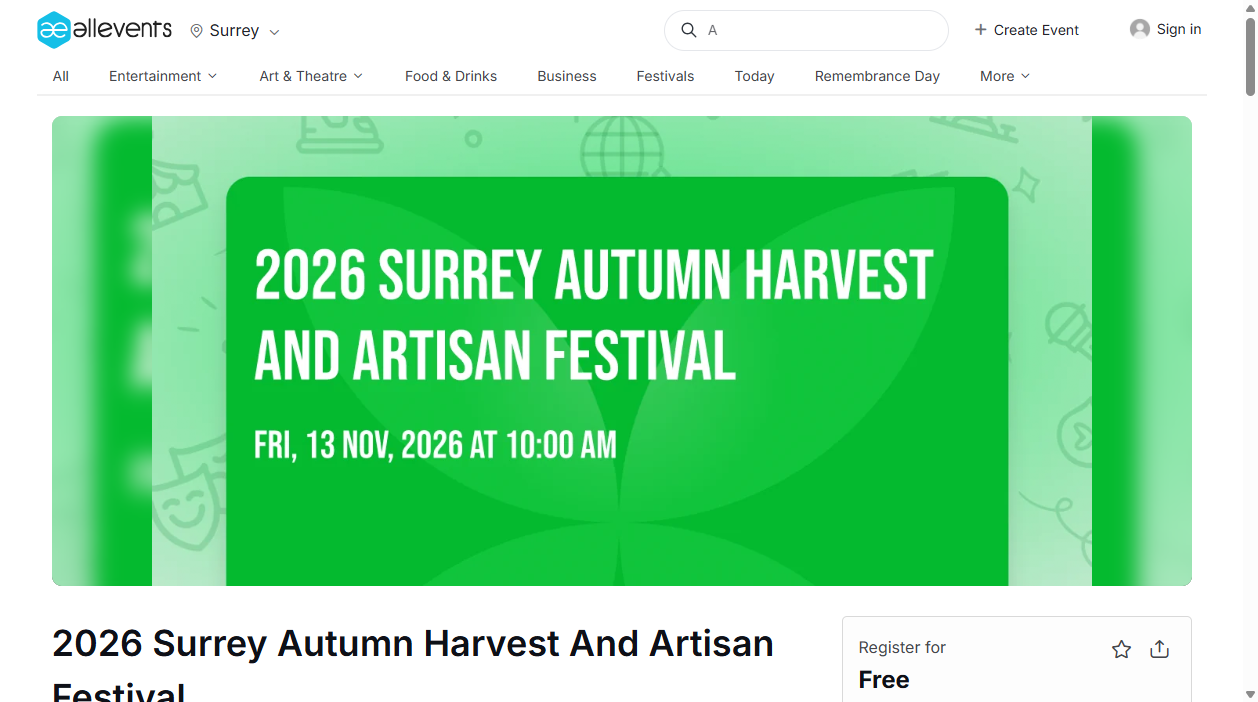 allevents
Surrey
A
Create Event
Sign in
All
Entertainment
Art & Theatre
Food & Drinks
Business
Festivals
Today
Remembrance Day
More
2026 SURREY AUTUMN HARVEST
AND ARTISAN FESTIVAL
FRI, 13 NOV, 2026 AT 10:00 AM
2026 Surrey Autumn Harvest And Artisan
Festival
Register for
Free